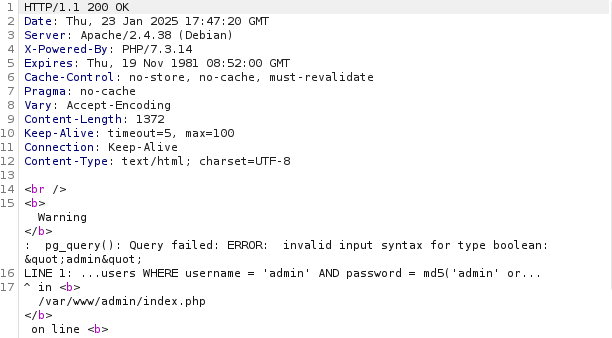 1 HTTP/1.1 200 OK
2 Date: Thu, 23 Jan 2025 17:47:20 GMT
3 Server: Apache/2.4.38 (Debian)
4 X-Powered-By: PHP/7.3.14
5 Expires: Thu, 19 Nov 1981 08:52:00 GMT
6 Cache-Control: no-store, no-cache, must-revalidate
7 Pragma: no-cache
8 Vary: Accept-Encoding
9 Content-Length: 1372
10 Keep-Alive: timeout=5, max=100
11 Connection: Keep-Alive
12 Content-Type: text/html; charset=UTF-8
13
14 <br />
15 <b>
Warning
</b>
:  pg_query(): Query failed: ERROR:  invalid input syntax for type boolean:
&quot;admin&quot;
16 LINE 1: ...users WHERE username = 'admin' AND password = md5('admin' or...
17 ^ in <b>
/var/www/admin/index.php
</b>
on line <b>